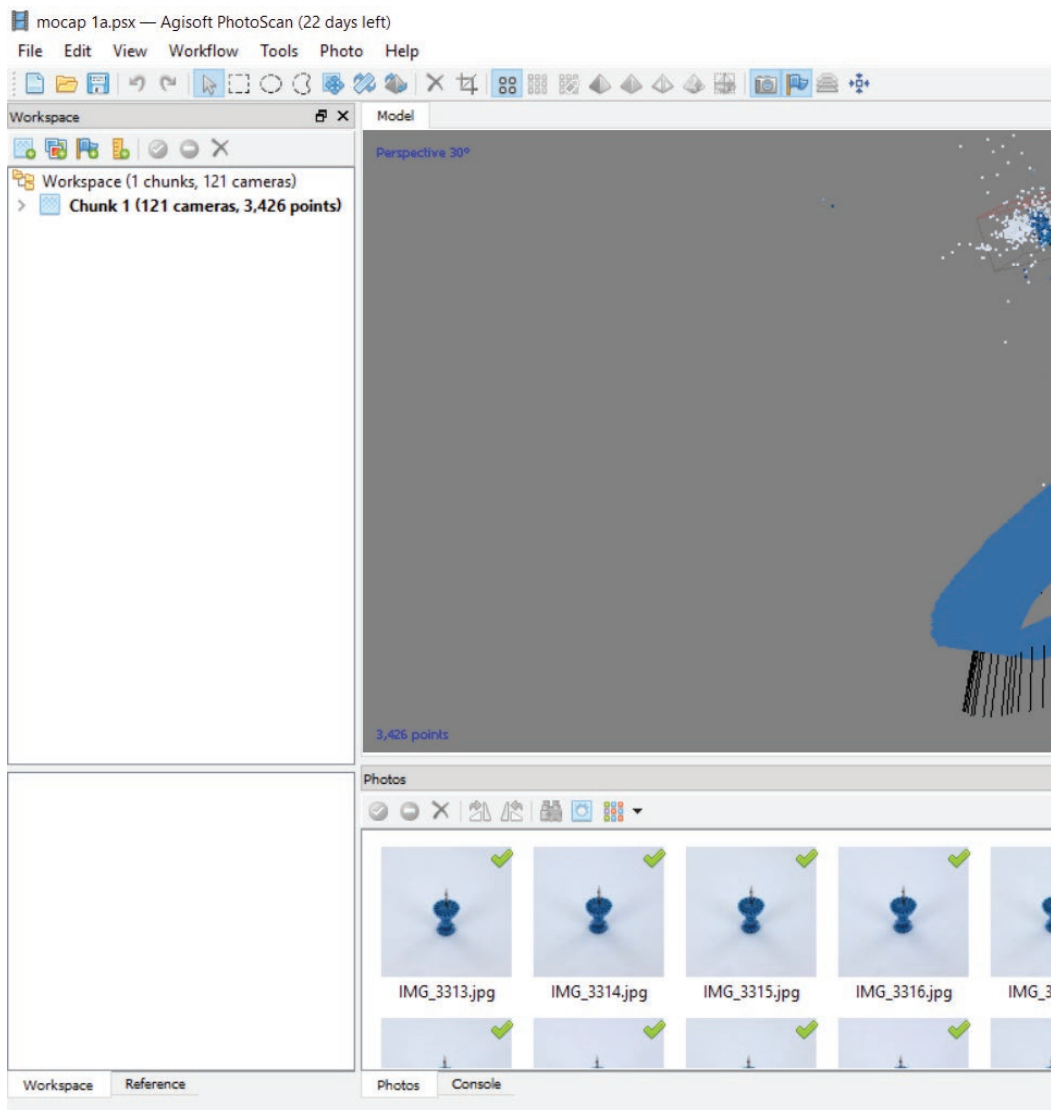 mocap 1a.psx — Agisoft PhotoScan (22 days left)
File Edit View Workflow Tools Photo Help
Workspace
Model
Workspace (1 chunks, 121 cameras)
Chunk 1 (121 cameras, 3,426 points)
Perspective 30°
3,426 points
Photos
IMG_3313.jpg IMG_3314.jpg IMG_3315.jpg IMG_3316.jpg IMG_3
Workspace Reference
Photos Console